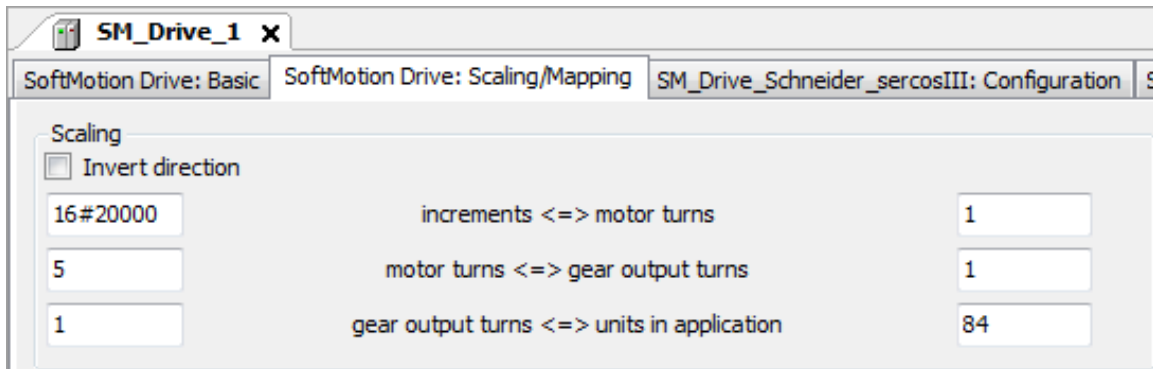 SM_Drive_1 x
SoftMotion Drive: Basic SoftMotion Drive: Scaling/Mapping SM_Drive_Schneider_sercosIII: Configuration S
Scaling
Invert direction
16#20000 increments <=> motor turns 1
5 motor turns <=> gear output turns 1
1 gear output turns <=> units in application 84